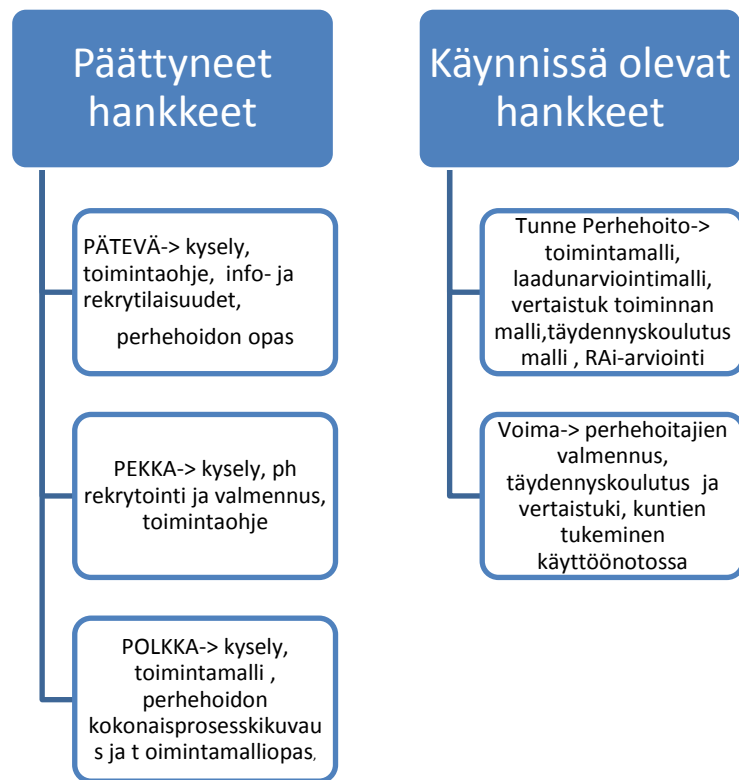 Päättyneet
hankkeet
PÄTEVÄ-> kysely,
toimintaohje, info- ja
rekrytilaisuudet,
perhehoidon opas
PEKKA-> kysely, ph
rekrytointi ja valmennus,
toimintaohje
POLKKA-> kysely,
toimintamalli ,
perhehoidon
kokonaisprosesskikuvau
s ja t oimintamalliopas,
Käynnissä olevat
hankkeet
Tunne Perhehoito->
toimintamalli,
laadunarviointimalli,
vertaistuk toiminnan
malli,täydennyskoulutus
malli , RAi-arviointi
Voima-> perhehoitajien
valmennus,
täydennyskoulutus ja
vertaistuki, kuntien
tukeminen
käyttöönotossa